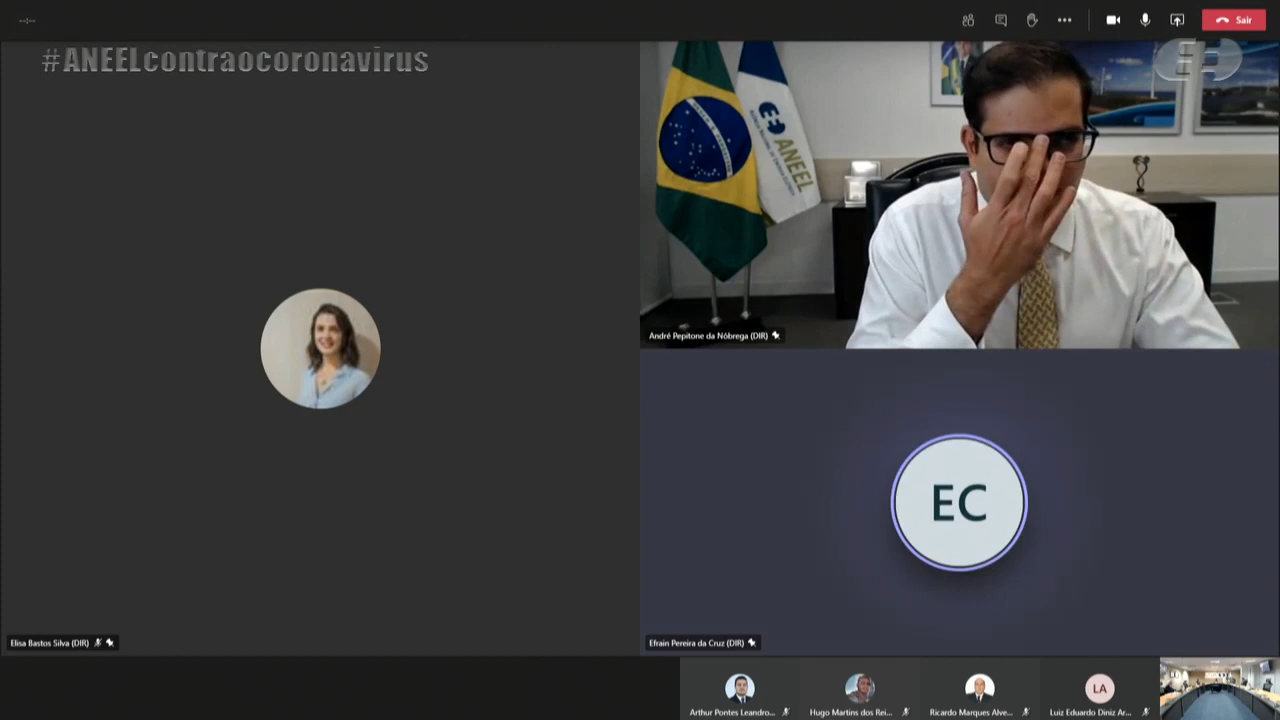 --:--
Sair
#ANEELcontraocoronavirus
ANEEL
André Pepitone da Nóbrega (DIR)
EC
Elisa Bastos Silva (DIR)
Efrain Pereira da Cruz (DIR)
LA
Arthur Pontes Leandro...
Hugo Martins dos Rei...
Ricardo Marques Alve...
Luiz Eduardo Diniz Ar...